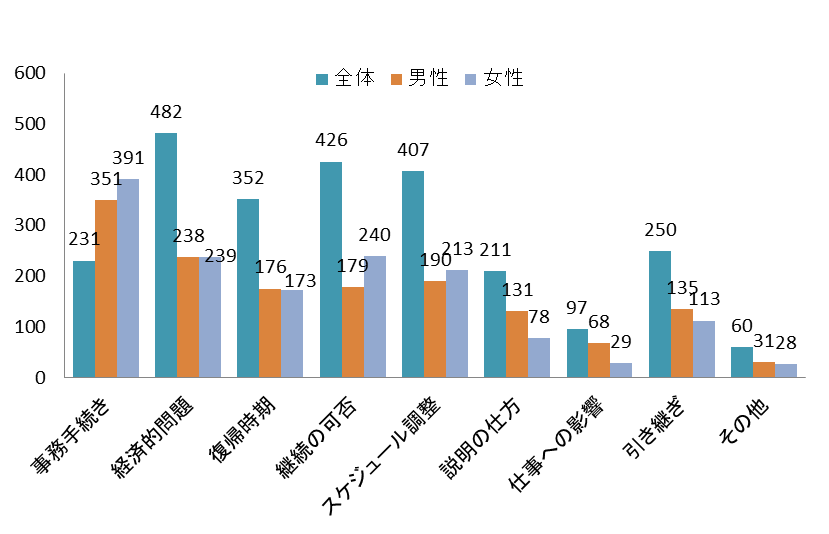 全体 男性 女性
600
500
400
300
200
100
0
231 351 391
482 238 239
352 176 173
426 179 240
407 190 213
211 131 78
97 68 29
250 135 113
60 31 28
事務手続き
経済的問題
復帰時期
継続の可否
スケジュール調整
説明の仕方
仕事への影響
引き継ぎ
その他